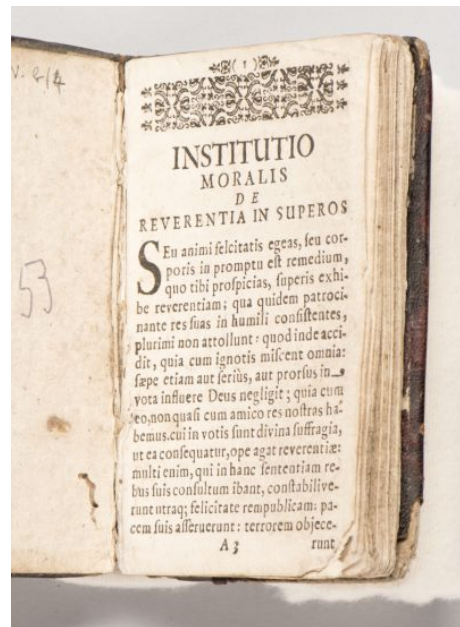 V. 8/4
53
( 1 )
INSTITUTIO
MORALIS
DE
REVERENTIA IN SUPEROS
SEu animi felcitatis egeas, ſeu cor-
poris in promptu eſt remedium,
quo tibi proſpicias, ſuperis exhi-
be reverentiam; qua quidem patroci-
nante res ſuas in humili conſiſtentes,
plurimi non attollunt: quod inde acci-
dit, quia cum ignotis miſcent omnia:
ſæpe etiam aut ſeriùs, aut prorſus in
vota influere Deus negligit; quia cum
eo, non quaſi cum amico res noſtras ha-
bemus. cui in votis ſunt divina ſuffragia,
ut ea conſequatur, ope agat reverentiæ:
multi enim, qui in hanc ſententiam re-
bus ſuis conſultum ibant, conſtabilive-
runt utraq; felicitate rempublicam: pa-
cem ſuis aſſeruerunt: terrorem objece-
A 3 runt